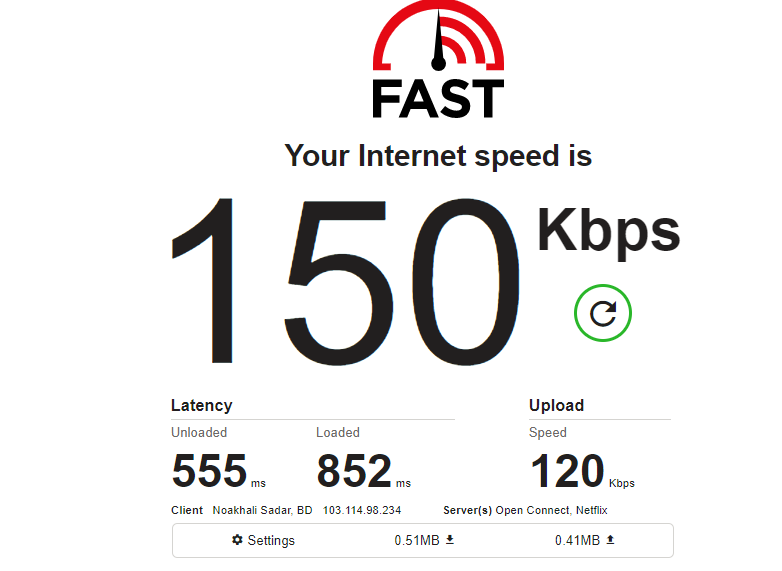 FAST
Your Internet speed is
150 Kbps
Latency Upload
Unloaded Loaded Speed
555 ms 852 ms 120 Kbps
Client Noakhali Sadar, BD 103.114.98.234 Server(s) Open Connect, Netflix
Settings 0.51MB 0.41MB